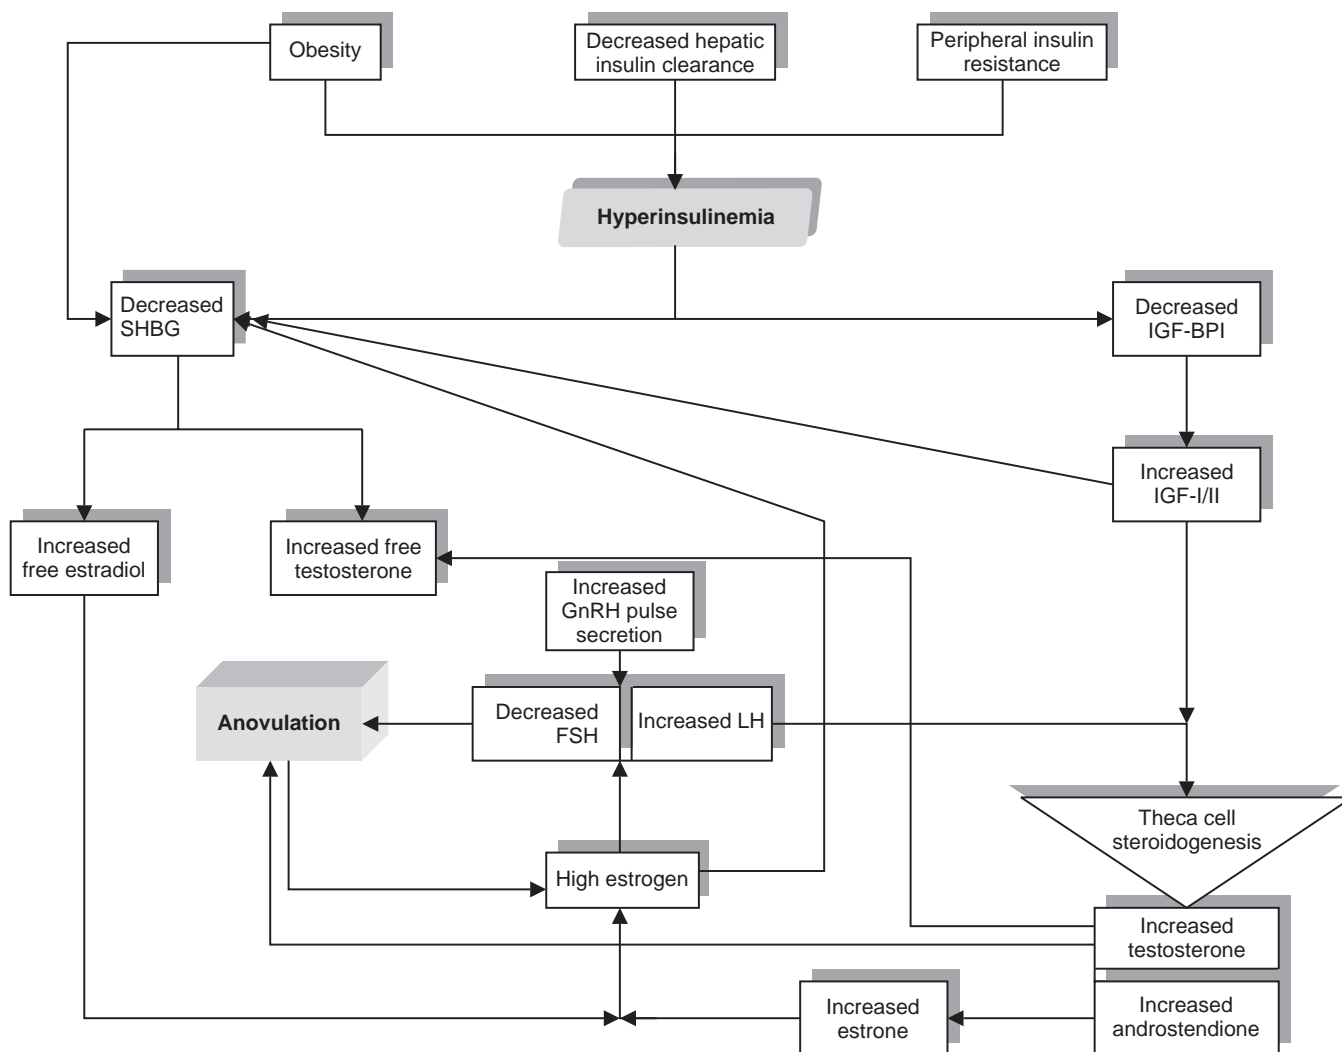 Obesity
Decreased hepatic
insulin clearance
Peripheral insulin
resistance
Hyperinsulinemia
Decreased
SHBG
Decreased
IGF-BPI
Increased
IGF-I/II
Increased
free estradiol
Increased free
testosterone
Increased
GnRH pulse
secretion
Anovulation
Decreased
FSH
Increased LH
Theca cell
steroidogenesis
High estrogen
Increased
testosterone
Increased
estrone
Increased
androstendione